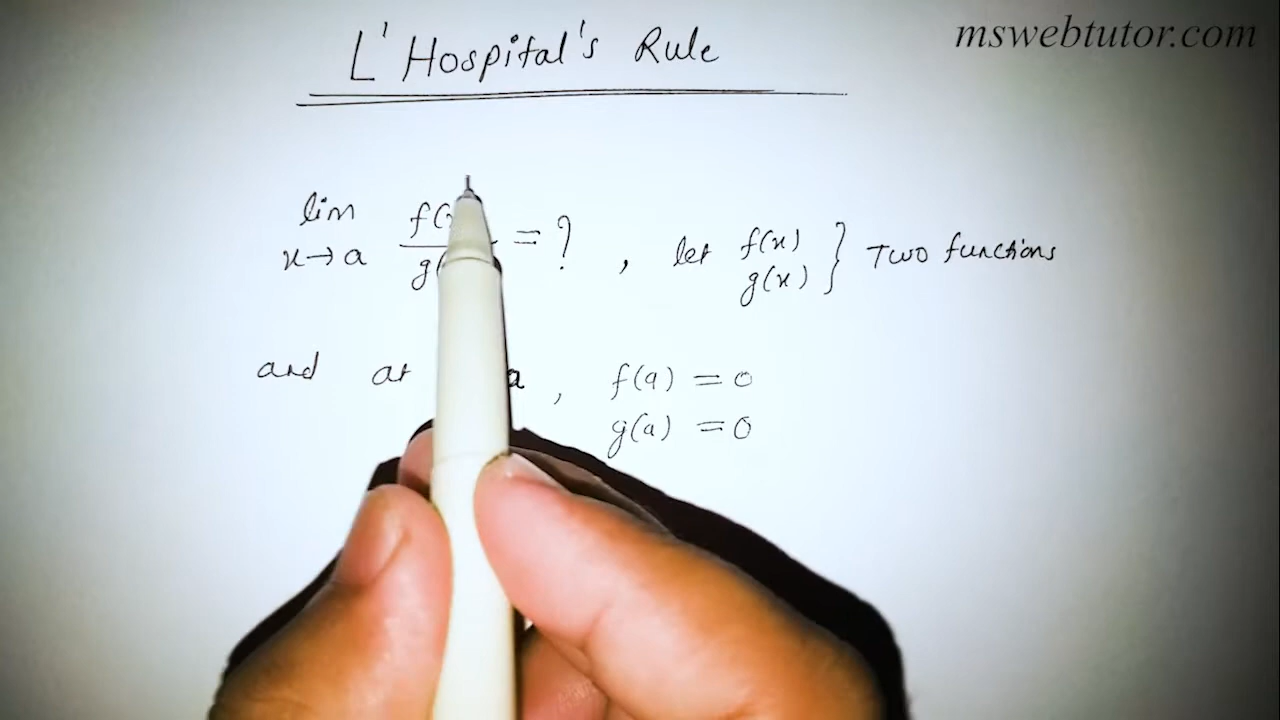 mswebtutor.com
L'Hospital's Rule
lim f(
x→a g( = ? , let f(x) } Two functions
g(x)
and at a , f(a) = 0
g(a) = 0